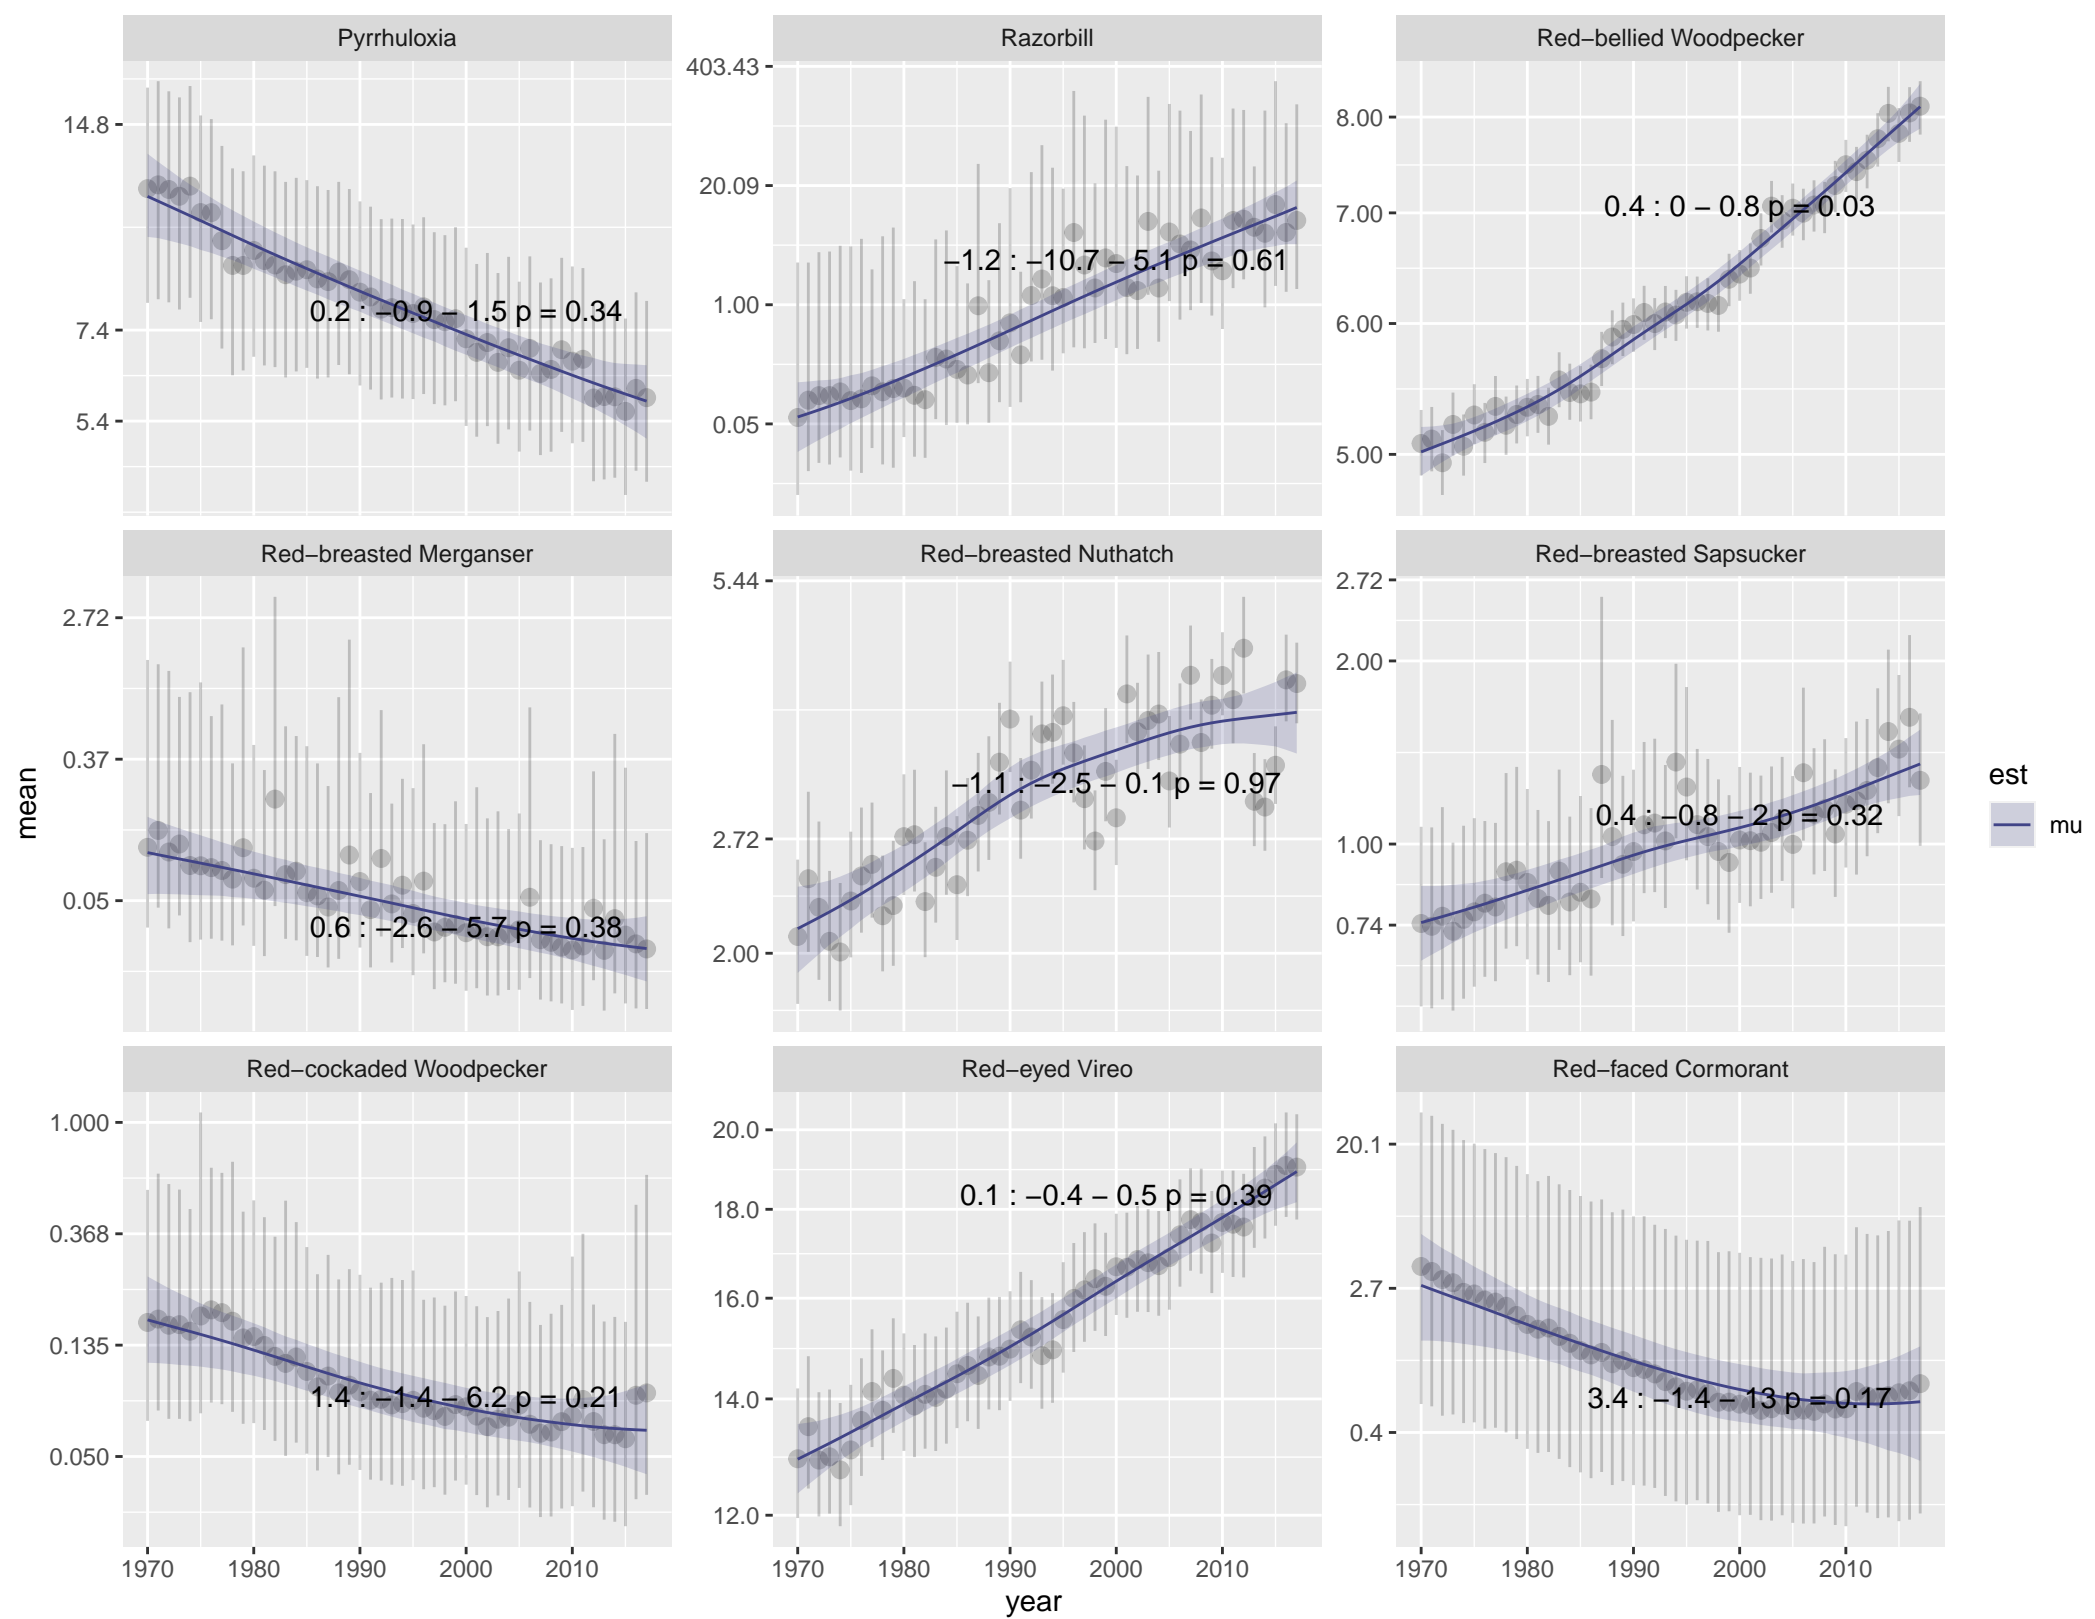 Pyrrhuloxia
Razorbill
Red−bellied Woodpecker
14.8
7.4
5.4
0.2 : −0.9 − 1.5 p = 0.34
403.43
20.09
1.00
0.05
−1.2 : −10.7 − 5.1 p = 0.61
8.00
7.00
6.00
5.00
0.4 : 0 − 0.8 p = 0.03
Red−breasted Merganser
Red−breasted Nuthatch
Red−breasted Sapsucker
2.72
0.37
0.05
0.6 : −2.6 − 5.7 p = 0.38
5.44
2.72
2.00
−1.1 : −2.5 − 0.1 p = 0.97
2.72
2.00
1.00
0.74
0.4 : −0.8 − 2 p = 0.32
Red−cockaded Woodpecker
Red−eyed Vireo
Red−faced Cormorant
1.000
0.368
0.135
0.050
1.4 : −1.4 − 6.2 p = 0.21
20.0
18.0
16.0
14.0
12.0
0.1 : −0.4 − 0.5 p = 0.39
20.1
2.7
0.4
3.4 : −1.4 − 13 p = 0.17
1970 1980 1990 2000 2010
1970 1980 1990 2000 2010
1970 1980 1990 2000 2010
year
mean
est
mu